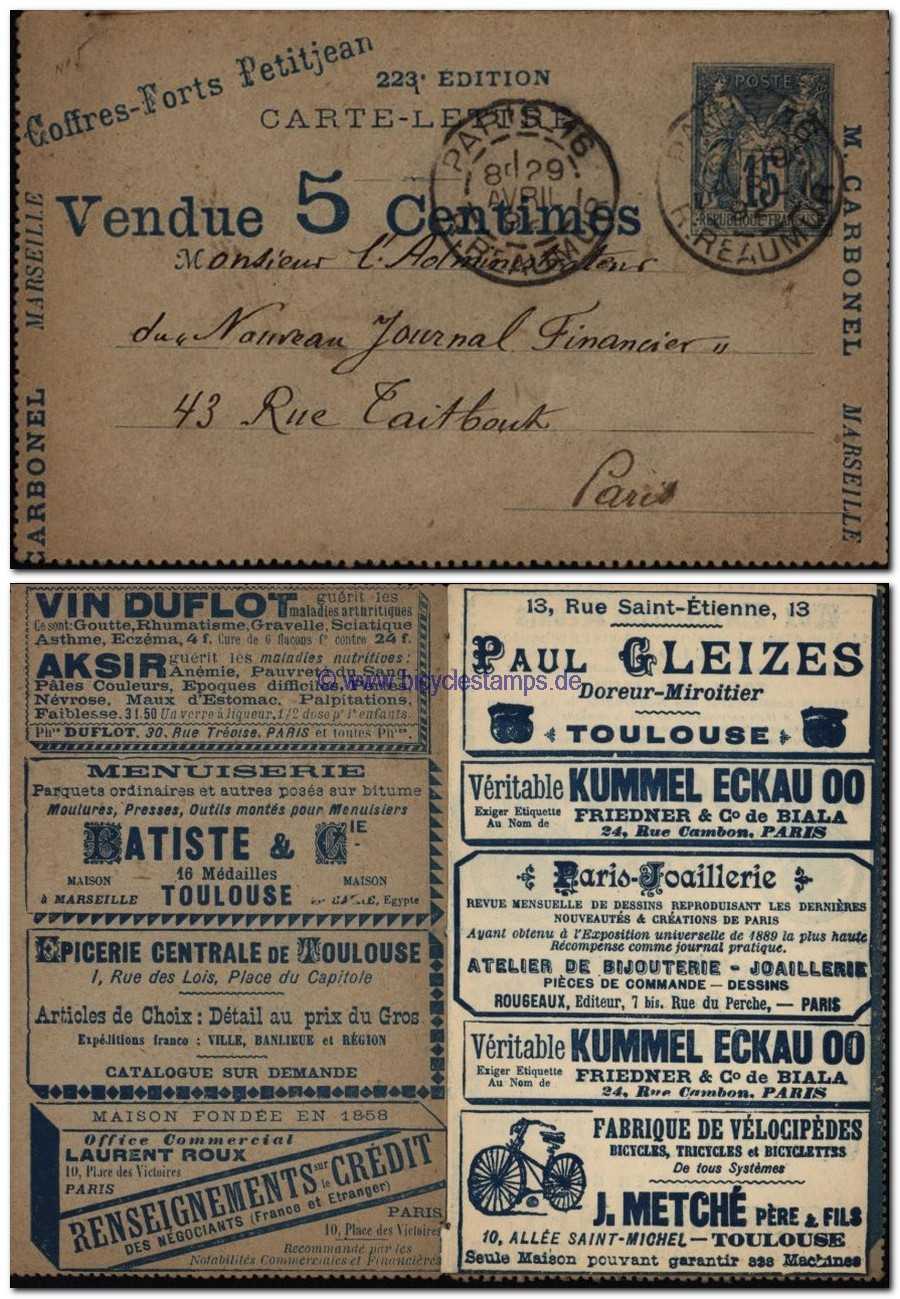 Coffres-Forts Petitjean
223e EDITION
CARTE-LETTRE
Vendue 5 Centimes
POSTE
15
REPUBLIQUE FRANÇAISE
PARIS 16
8E 29
AVRIL
R. REAUMUR
R. REAUMUR
Monsieur l'Administrateur
du "Nouveau Journal Financier"
43 Rue Taitbout
Paris
MARSEILLE
CARBONEL
M. CARBONEL
MARSEILLE
VIN DUFLOT guérit les
maladies arthritiques
Ce sont: Goutte, Rhumatisme, Gravelle, Sciatique
Asthme, Eczéma, 4 f. Cure de 6 flacons fo contre 24 f.
AKSIR guérit les maladies nutritives:
Anémie, Pauvreté du Sang,
Pâles Couleurs, Epoques difficiles,
Névrose, Maux d'Estomac, Palpitations,
Faiblesse. 3 f. 50 Un verre à liqueur, 1/2 dose pr l'enfants.
Phie DUFLOT. 30, Rue Trévise, PARIS et toutes Phies.
© www.bicyclestamps.de
MENUISERIE
Parquets ordinaires et autres posés sur bitume
Moulures, Presses, Outils montés pour Menuisiers
BATISTE & CIE
16 Médailles
MAISON
à MARSEILLE
TOULOUSE
MAISON
Egypte
EPICERIE CENTRALE DE TOULOUSE
1, Rue des Lois, Place du Capitole
Articles de Choix: Détail au prix du Gros
Expéditions franco: VILLE, BANLIEUE et RÉGION
CATALOGUE SUR DEMANDE
MAISON FONDÉE EN 1858
Office Commercial
LAURENT ROUX
10, Place des Victoires
PARIS
RENSEIGNEMENTS sur le CRÉDIT
DES NÉGOCIANTS (France et Etranger)
PARIS
10, Place des Victoires
Recommandé par les
Notabilités Commerciales et Financières
13, Rue Saint-Étienne, 13
PAUL GLEIZES
Doreur-Miroitier
TOULOUSE
Véritable KUMMEL ECKAU 00
Exiger Etiquette
Au Nom de
FRIEDNER & Co de BIALA
24, Rue Cambon, PARIS
Paris-Joaillerie
REVUE MENSUELLE DE DESSINS REPRODUISANT LES DERNIÈRES
NOUVEAUTÉS & CRÉATIONS DE PARIS
Ayant obtenu à l'Exposition universelle de 1889 la plus haute
Récompense comme journal pratique.
ATELIER DE BIJOUTERIE - JOAILLERIE
PIÈCES DE COMMANDE — DESSINS
ROUGEAUX, Editeur, 7 bis, Rue du Perche, — PARIS
Véritable KUMMEL ECKAU 00
Exiger Etiquette
Au Nom de
FRIEDNER & Co de BIALA
24, Rue Cambon, PARIS
FABRIQUE DE VÉLOCIPÈDES
BICYCLES, TRICYCLES et BICYCLETTES
De tous Systèmes
J. METCHÉ PÈRE & FILS
10, ALLÉE SAINT-MICHEL — TOULOUSE
Seule Maison pouvant garantir ses Machines